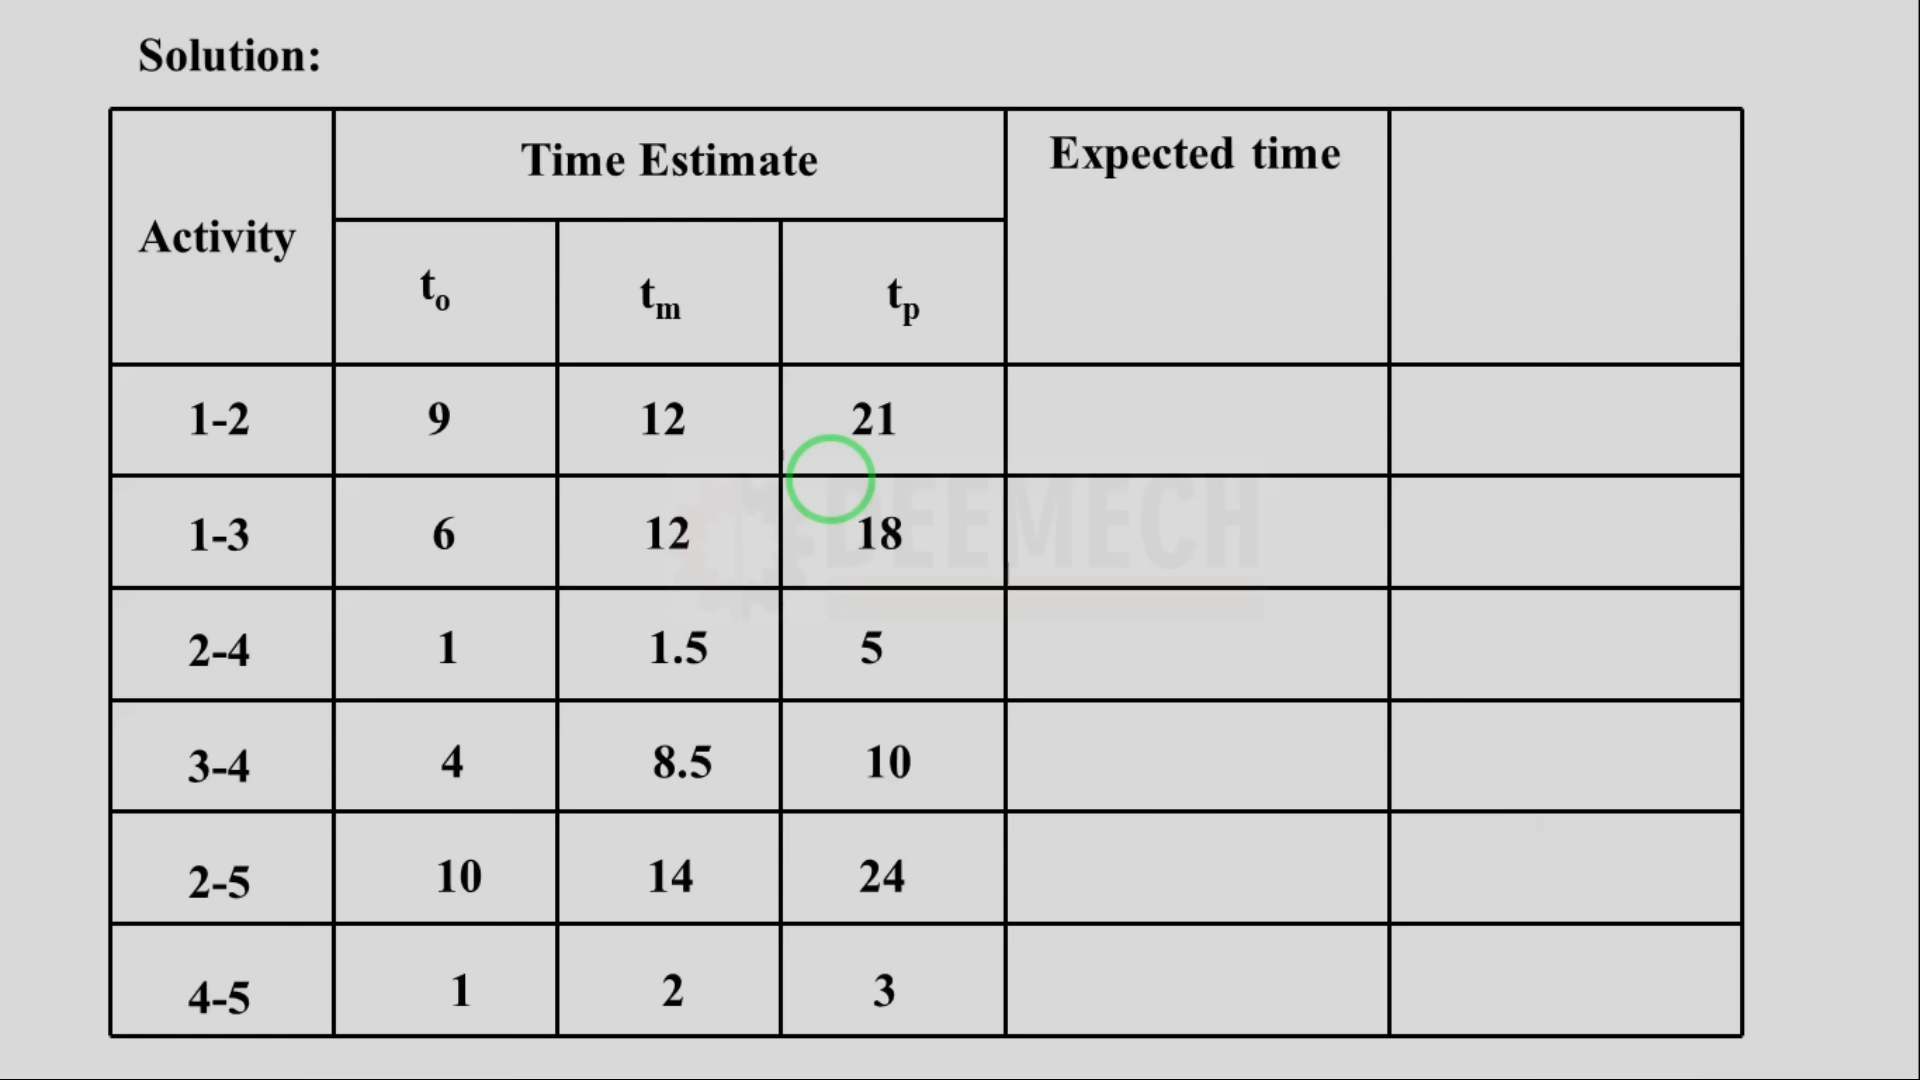 Solution:
Time Estimate
Expected time
Activity
to
tm
tp
1-2 9 12 21
1-3 6 12 18
2-4 1 1.5 5
3-4 4 8.5 10
2-5 10 14 24
4-5 1 2 3
DEEMECH